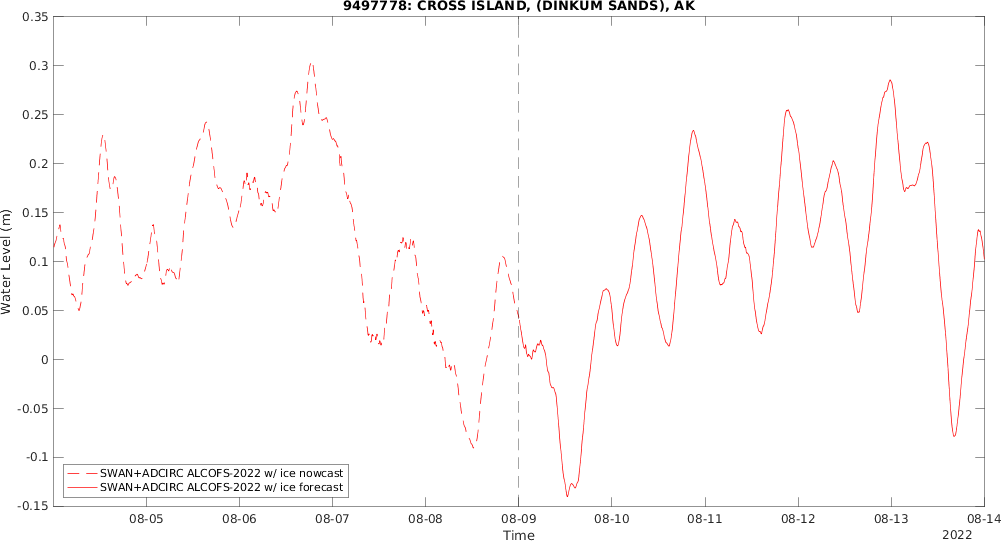 9497778: CROSS ISLAND, (DINKUM SANDS), AK
0.35
0.3
0.25
0.2
0.15
0.1
0.05
0
-0.05
-0.1
-0.15
Water Level (m)
SWAN+ADCIRC ALCOFS-2022 w/ ice nowcast
SWAN+ADCIRC ALCOFS-2022 w/ ice forecast
08-05 08-06 08-07 08-08 08-09 08-10 08-11 08-12 08-13 08-14
Time
2022